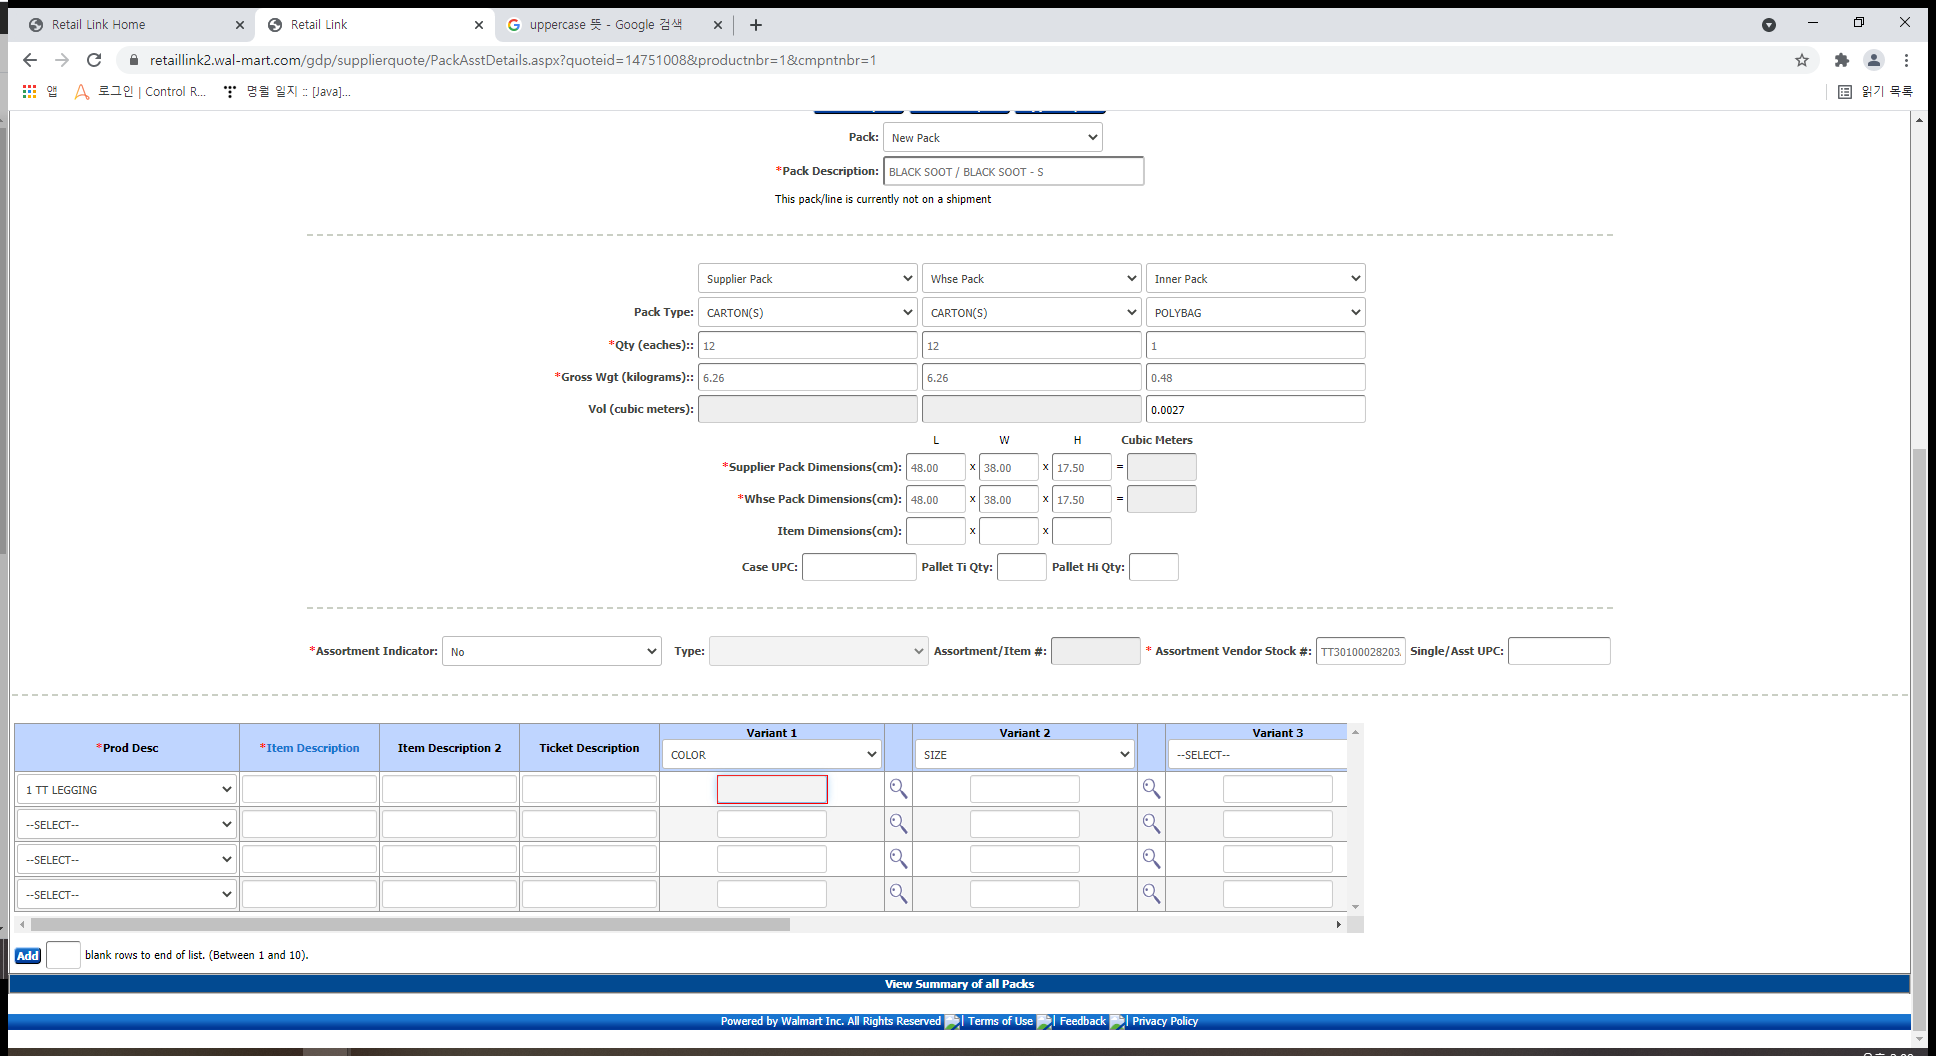 Retail Link Home
Retail Link
uppercase 뜻 - Google 검색
retaillink2.wal-mart.com/gdp/supplierquote/PackAsstDetails.aspx?quoteid=14751008&productnbr=1&cmpntnbr=1
앱 로그인 | Control R... 명월 일지 :: [Java]... 읽기 목록
Pack: New Pack
*Pack Description: BLACK SOOT / BLACK SOOT - S
This pack/line is currently not on a shipment
Supplier Pack Whse Pack Inner Pack
Pack Type: CARTON(S) CARTON(S) POLYBAG
*Qty (eaches):: 12 12 1
*Gross Wgt (kilograms):: 6.26 6.26 0.48
Vol (cubic meters): 0.0027
L W H Cubic Meters
*Supplier Pack Dimensions(cm): 48.00 x 38.00 x 17.50 =
*Whse Pack Dimensions(cm): 48.00 x 38.00 x 17.50 =
Item Dimensions(cm): x x
Case UPC: Pallet Ti Qty: Pallet Hi Qty:
*Assortment Indicator: No Type: Assortment/Item #: * Assortment Vendor Stock #: TT30100028203 Single/Asst UPC:
*Prod Desc *Item Description Item Description 2 Ticket Description Variant 1 Variant 2 Variant 3
COLOR SIZE --SELECT--
1 TT LEGGING
--SELECT--
--SELECT--
--SELECT--
Add blank rows to end of list. (Between 1 and 10).
View Summary of all Packs
Powered by Walmart Inc. All Rights Reserved | Terms of Use | Feedback | Privacy Policy